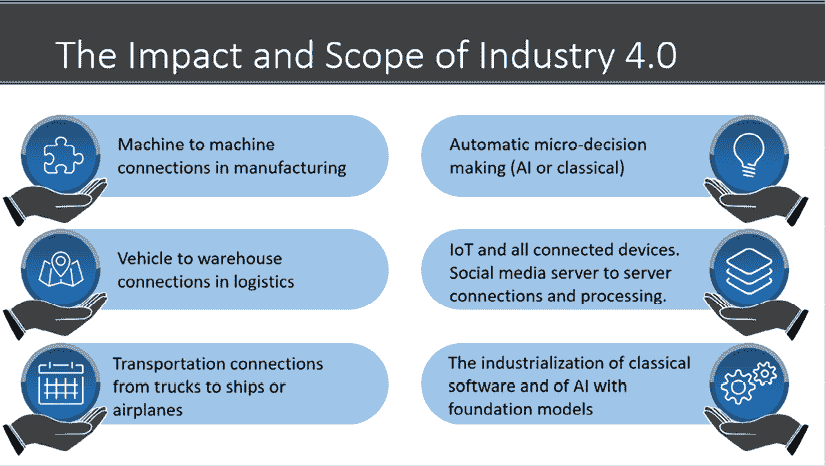 The Impact and Scope of Industry 4.0
Machine to machine
connections in manufacturing
Automatic micro-decision
making (AI or classical)
Vehicle to warehouse
connections in logistics
IoT and all connected devices.
Social media server to server
connections and processing.
Transportation connections
from trucks to ships or
airplanes
The industrialization of classical
software and of AI with
foundation models